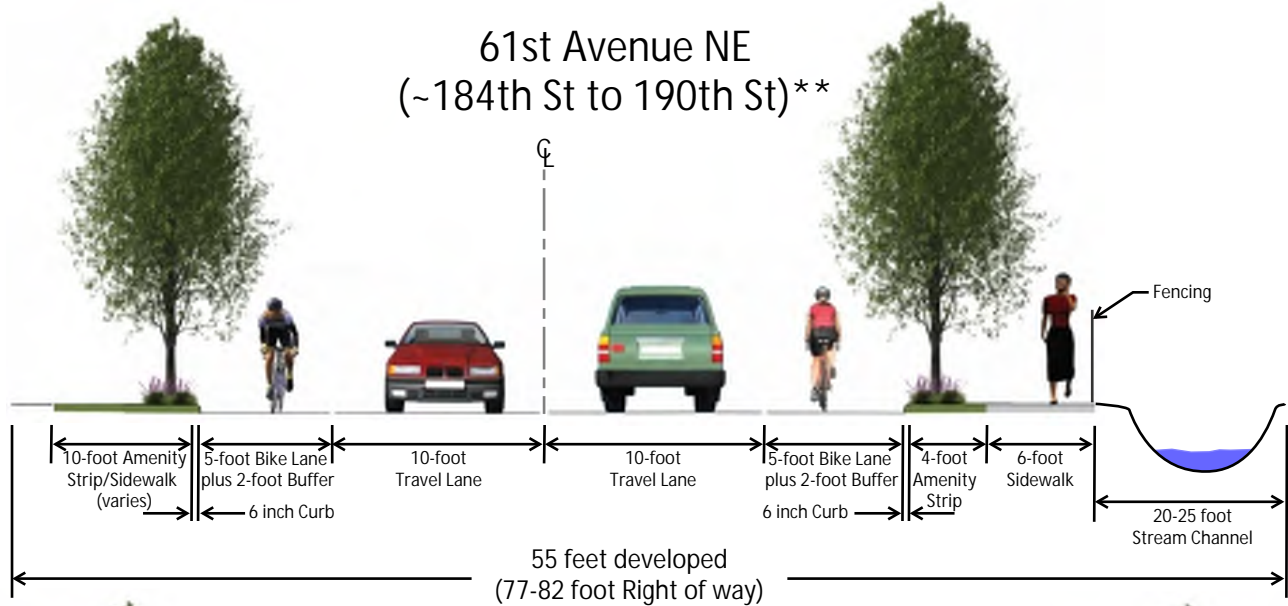 61st Avenue NE
(~184th St to 190th St)**
℄
Fencing
10-foot Amenity
Strip/Sidewalk
(varies)
5-foot Bike Lane
plus 2-foot Buffer
6 inch Curb
10-foot
Travel Lane
10-foot
Travel Lane
5-foot Bike Lane
plus 2-foot Buffer
6 inch Curb
4-foot
Amenity
Strip
6-foot
Sidewalk
20-25 foot
Stream Channel
55 feet developed
(77-82 foot Right of way)